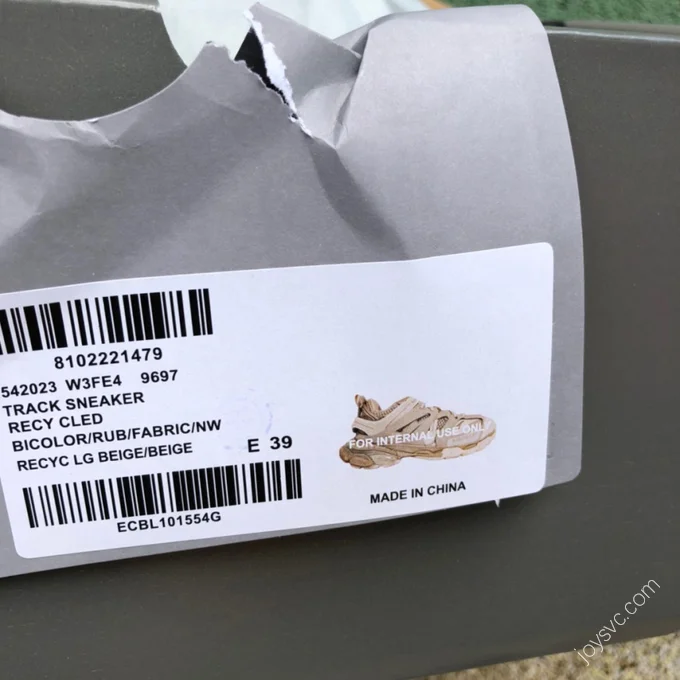 8102221479
542023 W3FE4 9697
TRACK SNEAKER
RECY CLED
BICOLOR/RUB/FABRIC/NW
RECYC LG BEIGE/BEIGE
E 39
ECBL101554G
FOR INTERNAL USE ONL
MADE IN CHINA
joysvc.com